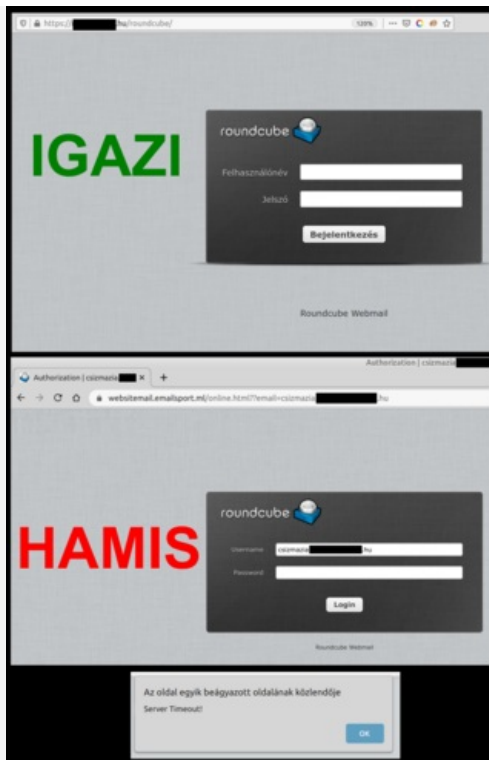 https:// hu/roundcube/
120%
IGAZI
roundcube
Felhasználónév
Jelszó
Bejelentkezés
Roundcube Webmail
Authorization | csizmazia
Authorization | csizmazia
websitemail.emailsport.ml/online.html??email=csizmazia .hu
HAMIS
roundcube
Username csizmazia .hu
Password
Login
Roundcube Webmail
Az oldal egyik beágyazott oldalának közlendője
Server Timeout!
OK